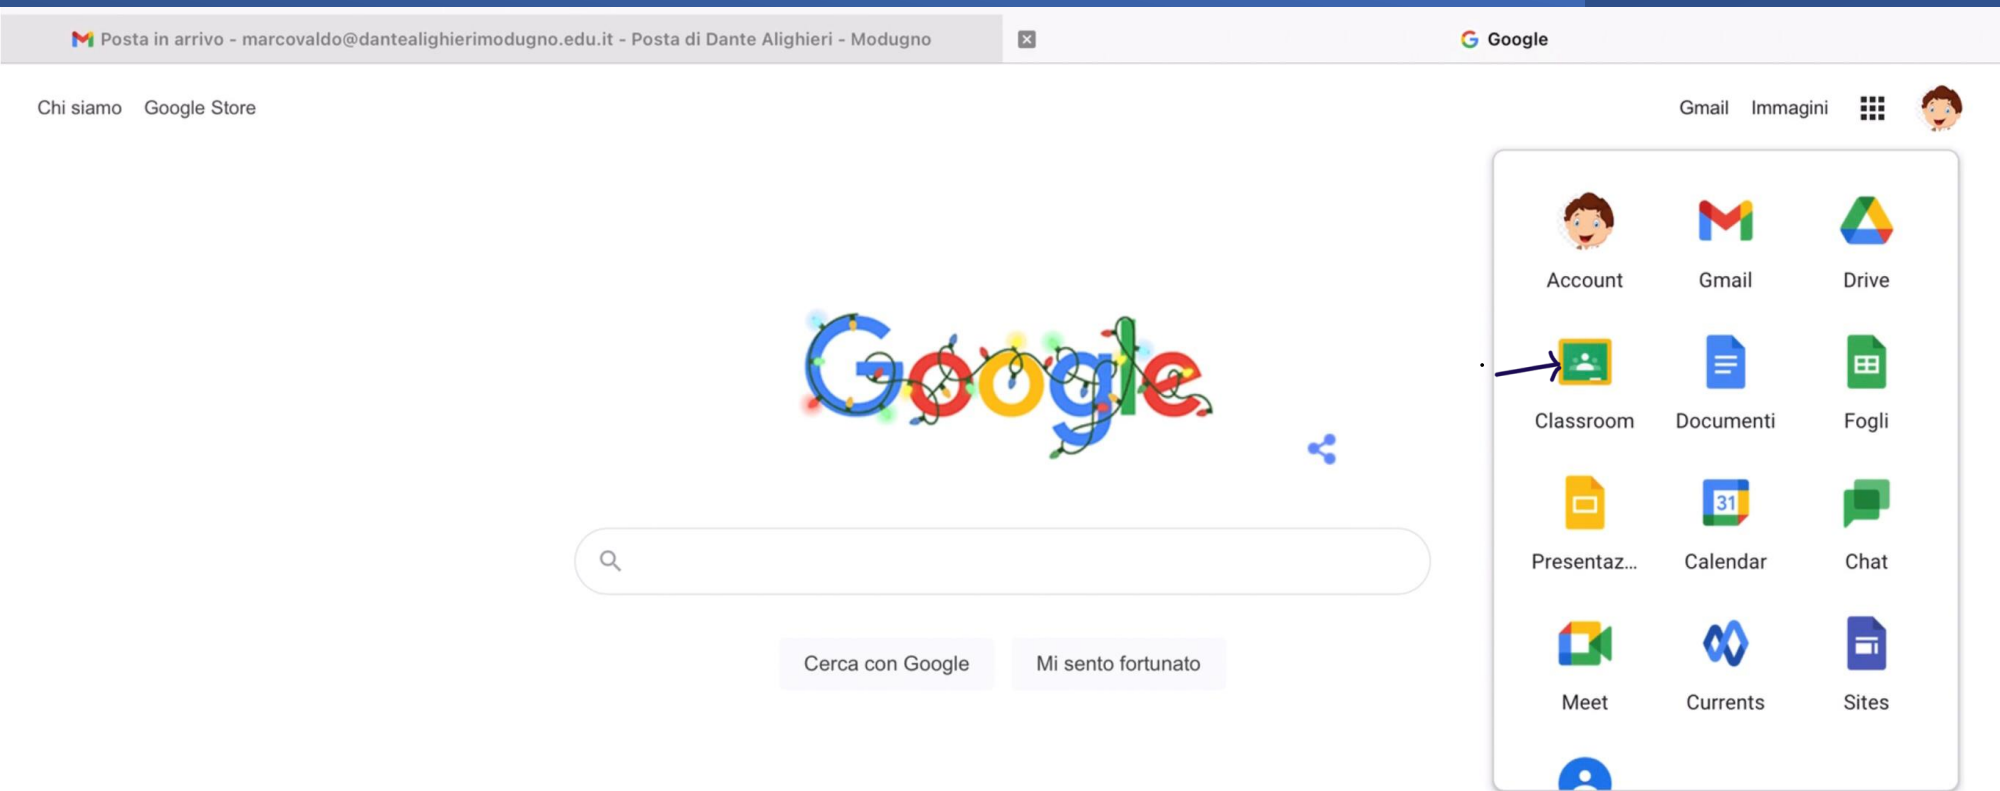 Posta in arrivo - marcovaldo@dantealighierimodugno.edu.it - Posta di Dante Alighieri - Modugno
Google
Chi siamo Google Store
Gmail Immagini
Account Gmail Drive
Google
Classroom Documenti Fogli
31
Presentaz... Calendar Chat
Cerca con Google Mi sento fortunato
Meet Currents Sites